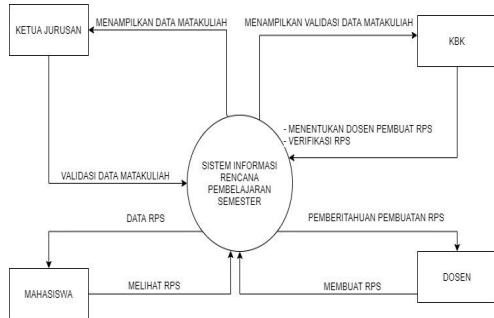 MENAMPILKAN DATA MATAKULIAH
MENAMPILKAN VALIDASI DATA MATAKULIAH
KETUA JURUSAN
KBK
- MENENTUKAN DOSEN PEMBUAT RPS
- VERIFIKASI RPS
SISTEM INFORMASI
RENCANA
PEMBELAJARAN
SEMESTER
VALIDASI DATA MATAKULIAH
DATA RPS
PEMBERITAHUAN PEMBUATAN RPS
MAHASISWA
MELIHAT RPS
MEMBUAT RPS
DOSEN